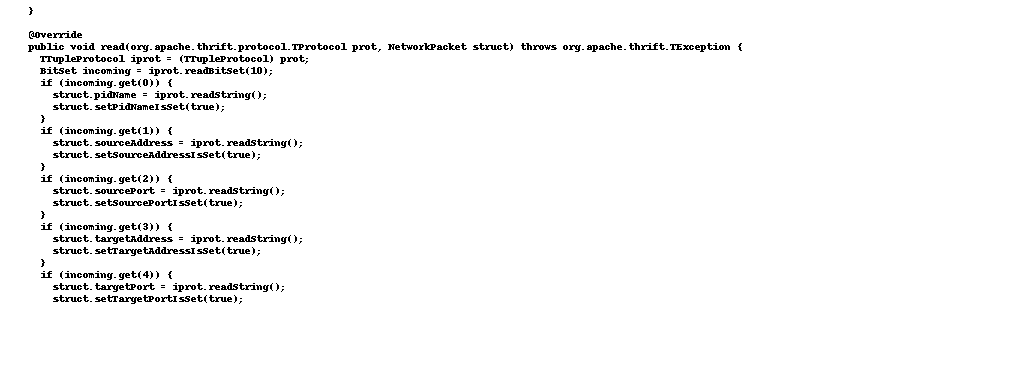 }

@Override
public void read(org.apache.thrift.protocol.TProtocol prot, NetworkPacket struct) throws org.apache.thrift.TException {
  TTupleProtocol iprot = (TTupleProtocol) prot;
  BitSet incoming = iprot.readBitSet(10);
  if (incoming.get(0)) {
    struct.pidName = iprot.readString();
    struct.setPidNameIsSet(true);
  }
  if (incoming.get(1)) {
    struct.sourceAddress = iprot.readString();
    struct.setSourceAddressIsSet(true);
  }
  if (incoming.get(2)) {
    struct.sourcePort = iprot.readString();
    struct.setSourcePortIsSet(true);
  }
  if (incoming.get(3)) {
    struct.targetAddress = iprot.readString();
    struct.setTargetAddressIsSet(true);
  }
  if (incoming.get(4)) {
    struct.targetPort = iprot.readString();
    struct.setTargetPortIsSet(true);